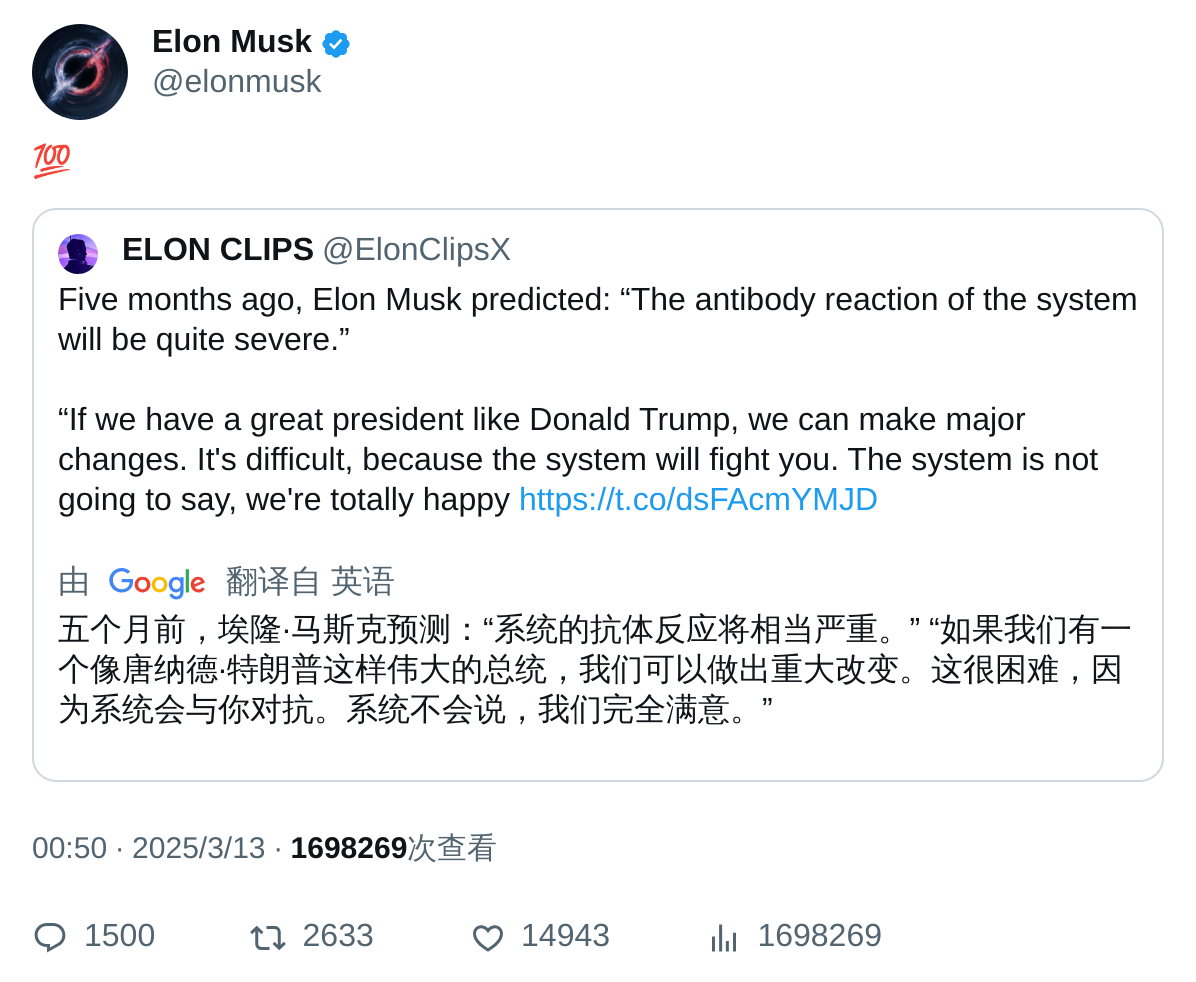 Elon Musk
@elonmusk
💯
ELON CLIPS @ElonClipsX
Five months ago, Elon Musk predicted: “The antibody reaction of the system
will be quite severe.”
“If we have a great president like Donald Trump, we can make major
changes. It's difficult, because the system will fight you. The system is not
going to say, we're totally happy https://t.co/dsFAcmYMJD
由 Google 翻译自 英语
五个月前，埃隆·马斯克预测：“系统的抗体反应将相当严重。” “如果我们有一
个像唐纳德·特朗普这样伟大的总统，我们可以做出重大改变。这很困难，因
为系统会与你对抗。系统不会说，我们完全满意。”
00:50 · 2025/3/13 · 1698269次查看
1500 2633 14943 1698269